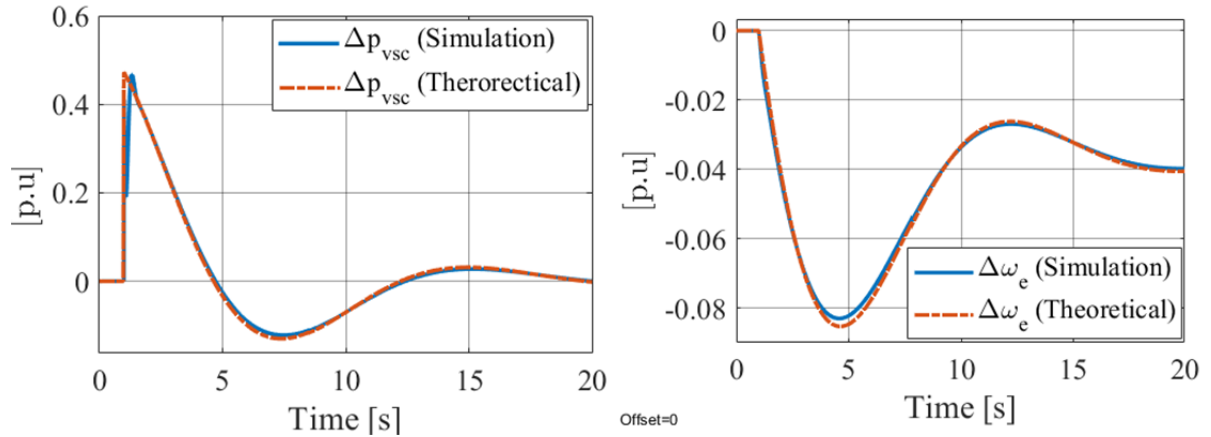 0.6
0.4
0.2
0
[p.u]
Δp_vsc (Simulation)
Δp_vsc (Therorectical)
0 5 10 15 20
Time [s]
Offset=0
0
-0.02
-0.04
-0.06
-0.08
[p.u]
Δω_e (Simulation)
Δω_e (Theoretical)
0 5 10 15 20
Time [s]